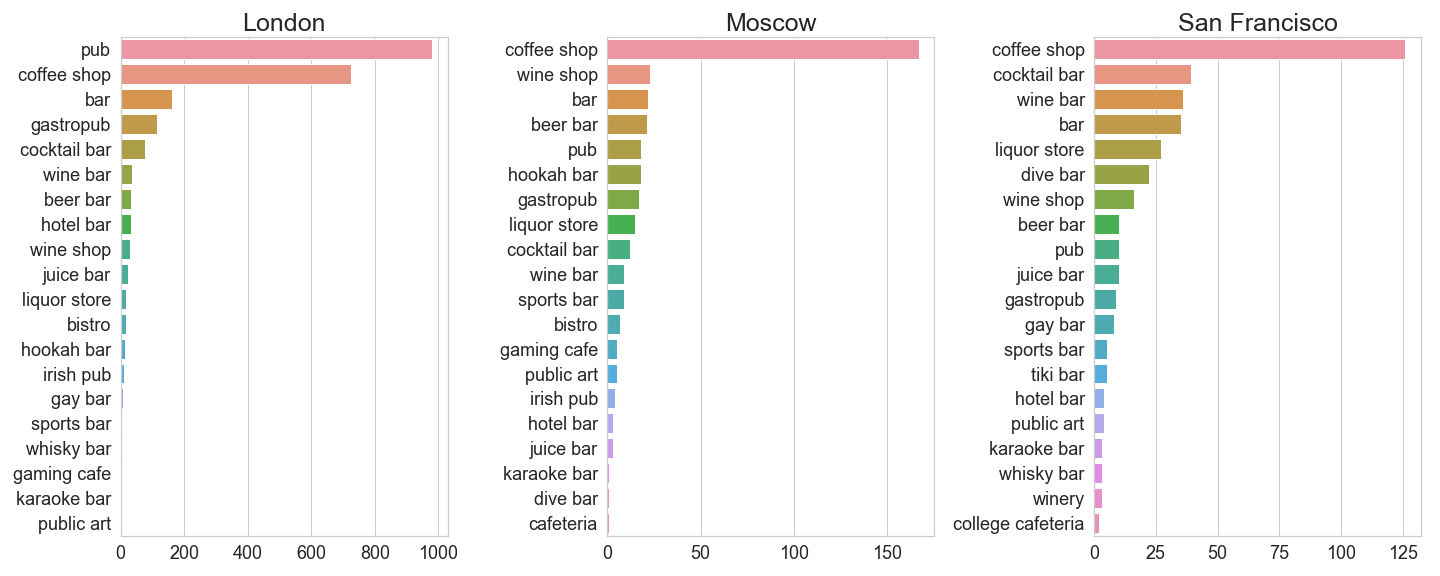 London
pub
coffee shop
bar
gastropub
cocktail bar
wine bar
beer bar
hotel bar
wine shop
juice bar
liquor store
bistro
hookah bar
irish pub
gay bar
sports bar
whisky bar
gaming cafe
karaoke bar
public art
0 200 400 600 800 1000
Moscow
coffee shop
wine shop
bar
beer bar
pub
hookah bar
gastropub
liquor store
cocktail bar
wine bar
sports bar
bistro
gaming cafe
public art
irish pub
hotel bar
juice bar
karaoke bar
dive bar
cafeteria
0 50 100 150
San Francisco
coffee shop
cocktail bar
wine bar
bar
liquor store
dive bar
wine shop
beer bar
pub
juice bar
gastropub
gay bar
sports bar
tiki bar
hotel bar
public art
karaoke bar
whisky bar
winery
college cafeteria
0 25 50 75 100 125